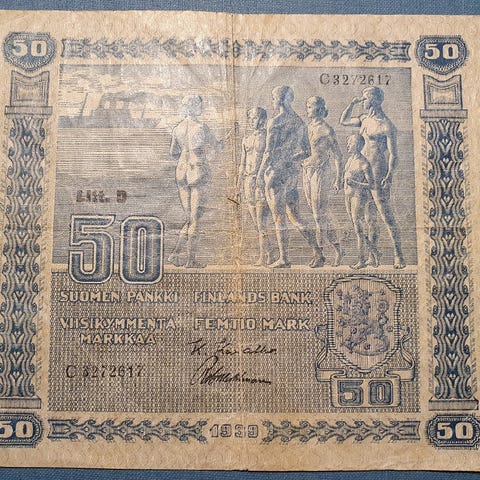 50 50
C3272617
Litt. D
50
SUOMEN PANKKI FINLANDS BANK
VIISIKYMMENTÄ FEMTIO MARK
MARKKAA
C3272617
50
50 1939 50